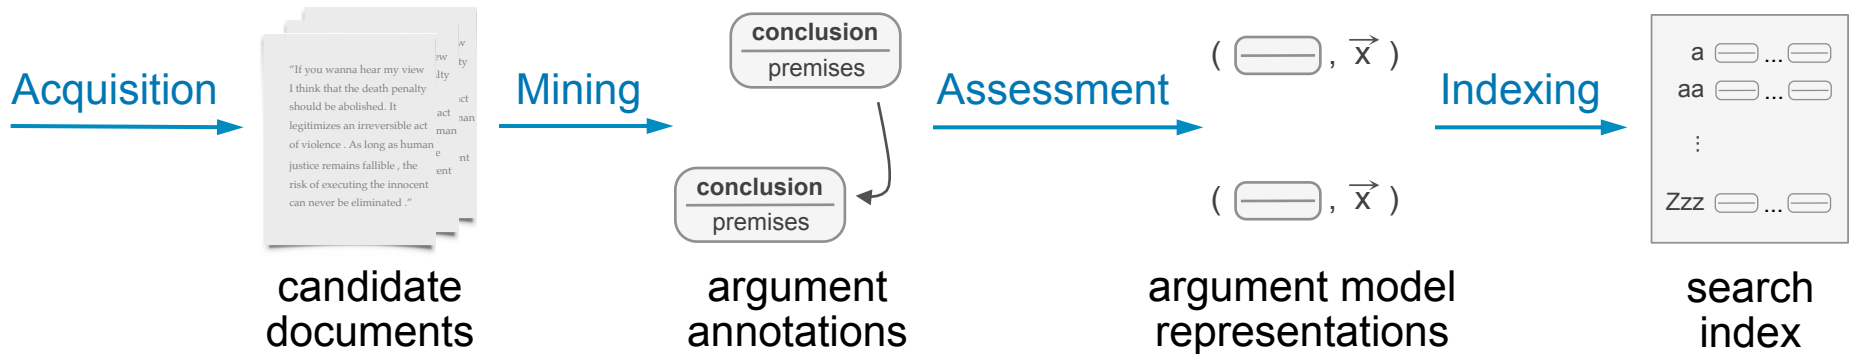 Acquisition
"If you wanna hear my view
I think that the death penalty
should be abolished. It
legitimizes an irreversible act
of violence . As long as human
justice remains fallible , the
risk of executing the innocent
can never be eliminated ."
candidate
documents
Mining
conclusion
premises
conclusion
premises
argument
annotations
Assessment
( , x )
( , x )
argument model
representations
Indexing
a ...
aa ...
⋮
Zzz ...
search
index